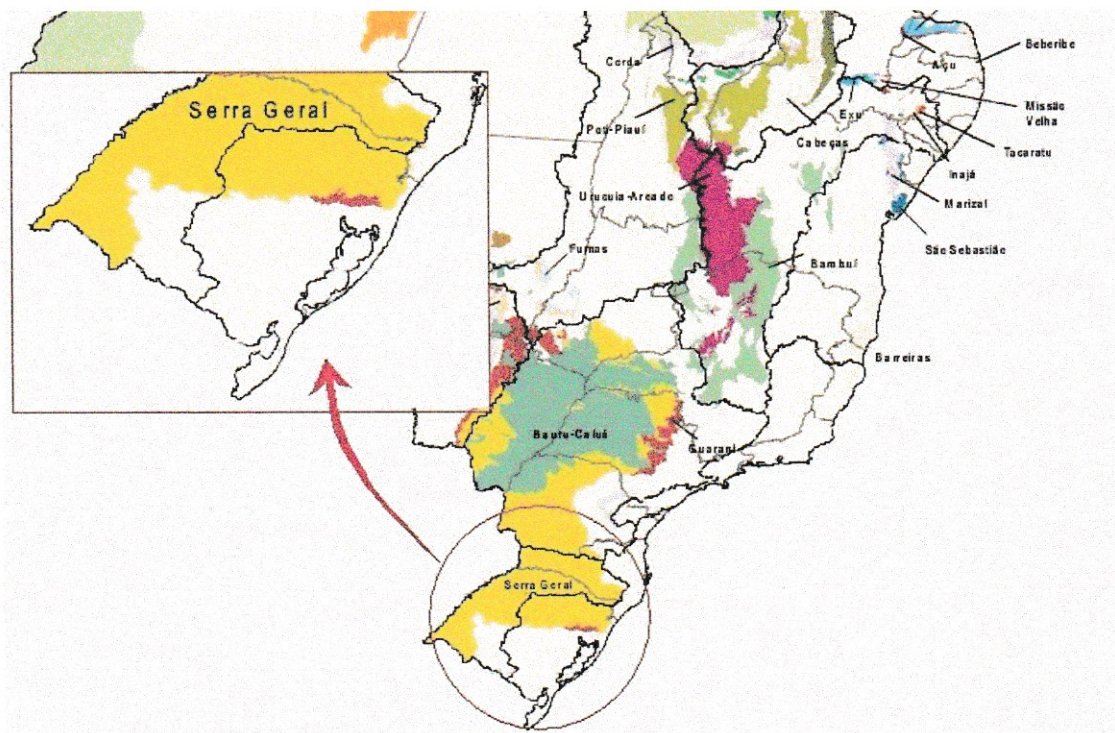 Serra Geral
Corda
Açu
Beberibe
Poti-Piauí
Exu
Missão
Velha
Cabeças
Tacaratu
Inajá
Urucuia-Areado
Marizal
São Sebastião
Furnas
Bambuí
Barreiras
Bauru-Caiuá
Guarani
Serra Geral